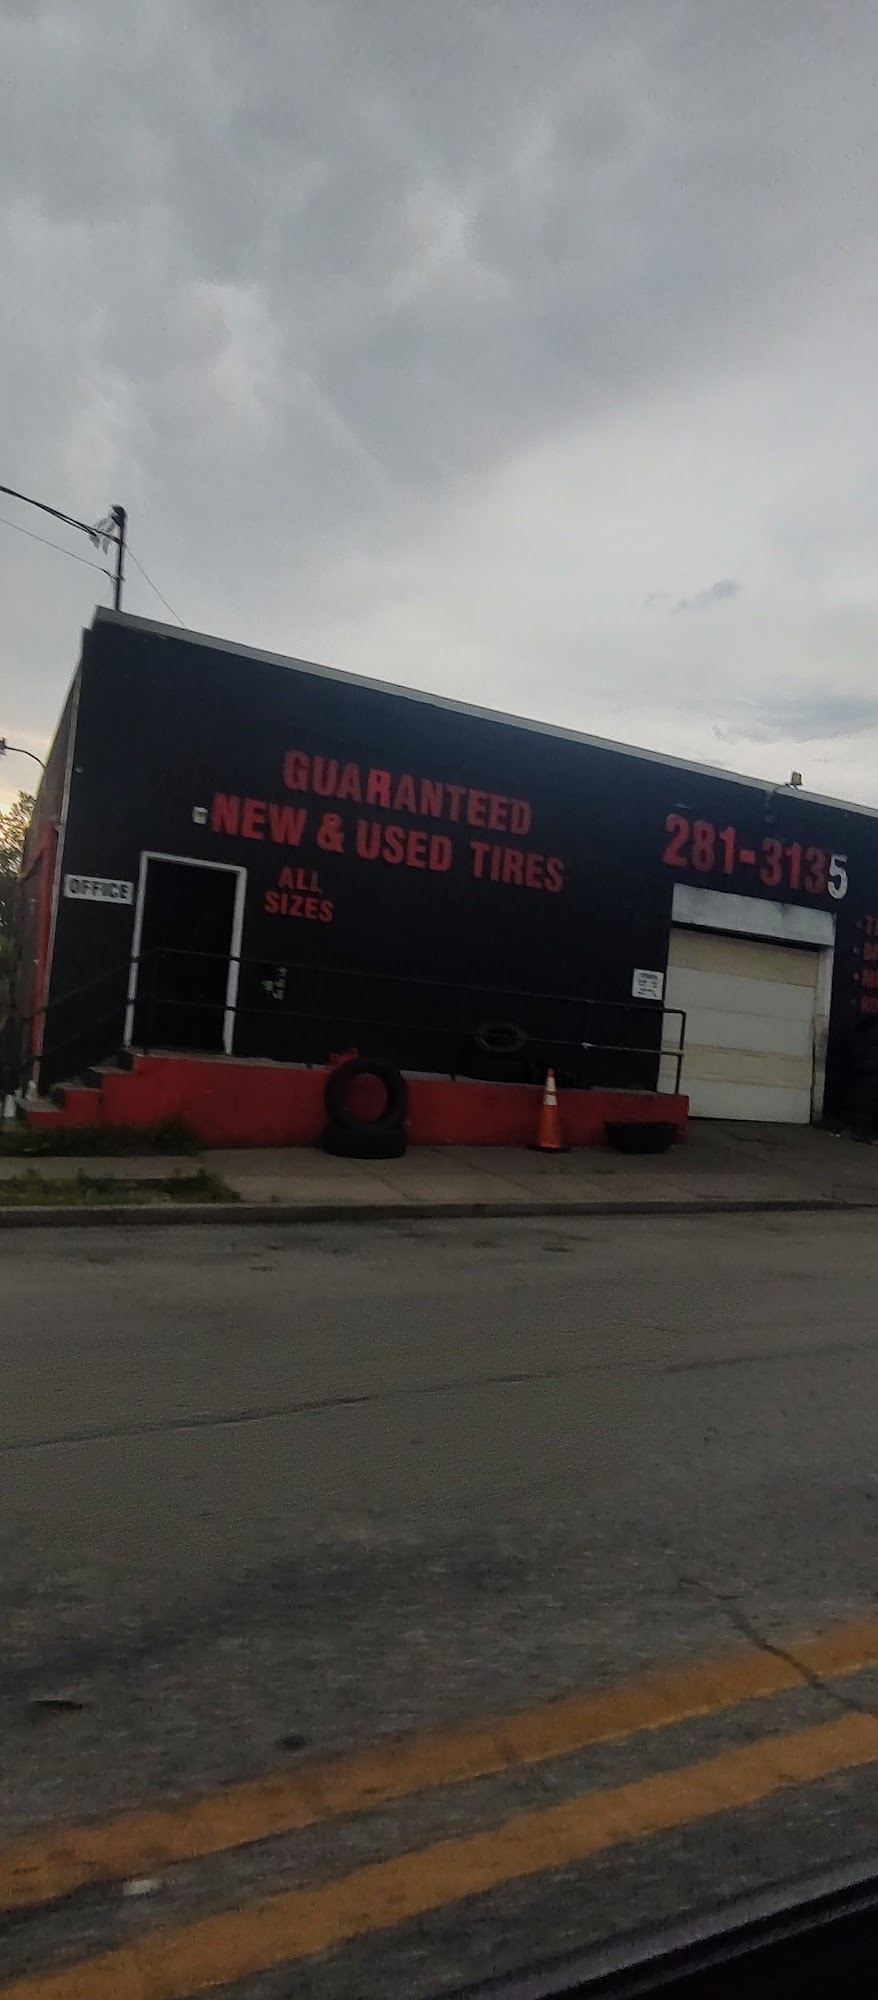 GUARANTEED
NEW & USED TIRES
ALL
SIZES
OFFICE
281-3135